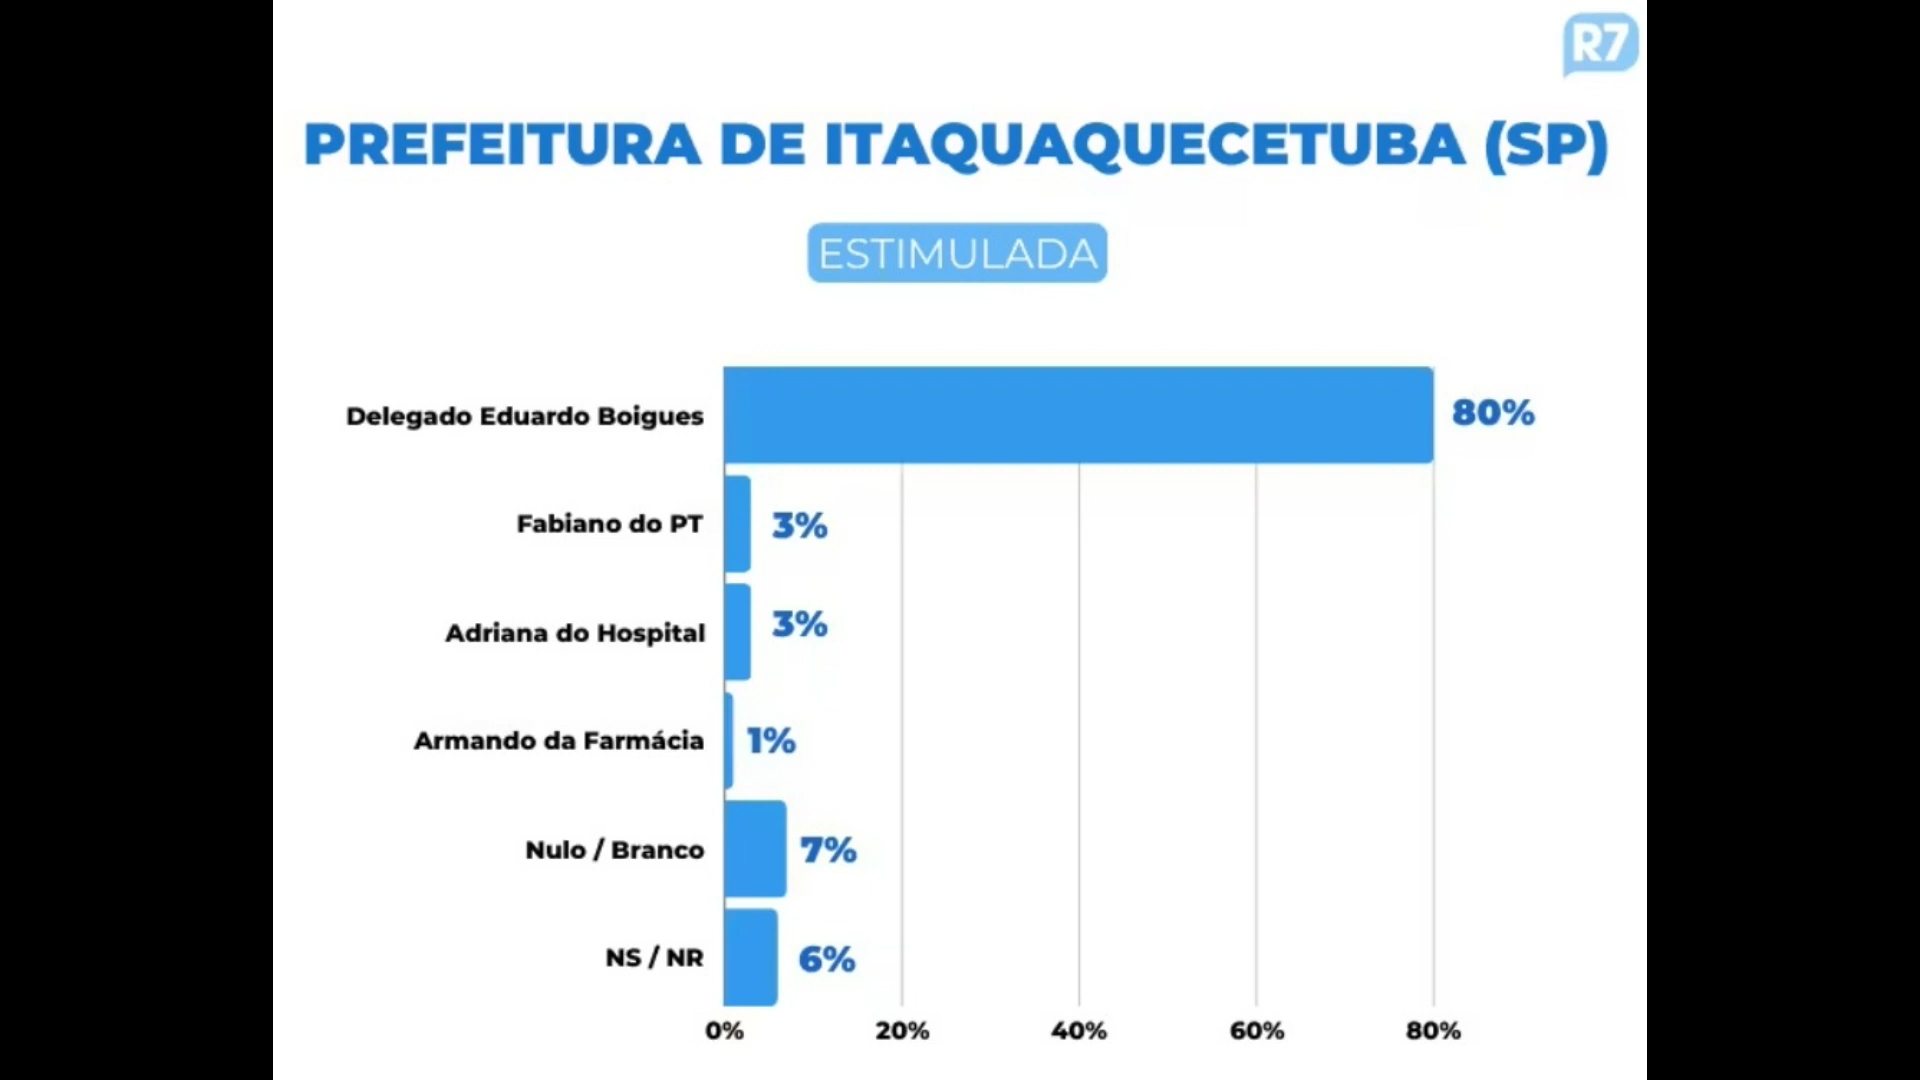 R7
PREFEITURA DE ITAQUAQUECETUBA (SP)
ESTIMULADA
Delegado Eduardo Boigues 80%
Fabiano do PT 3%
Adriana do Hospital 3%
Armando da Farmácia 1%
Nulo / Branco 7%
NS / NR 6%
0% 20% 40% 60% 80%